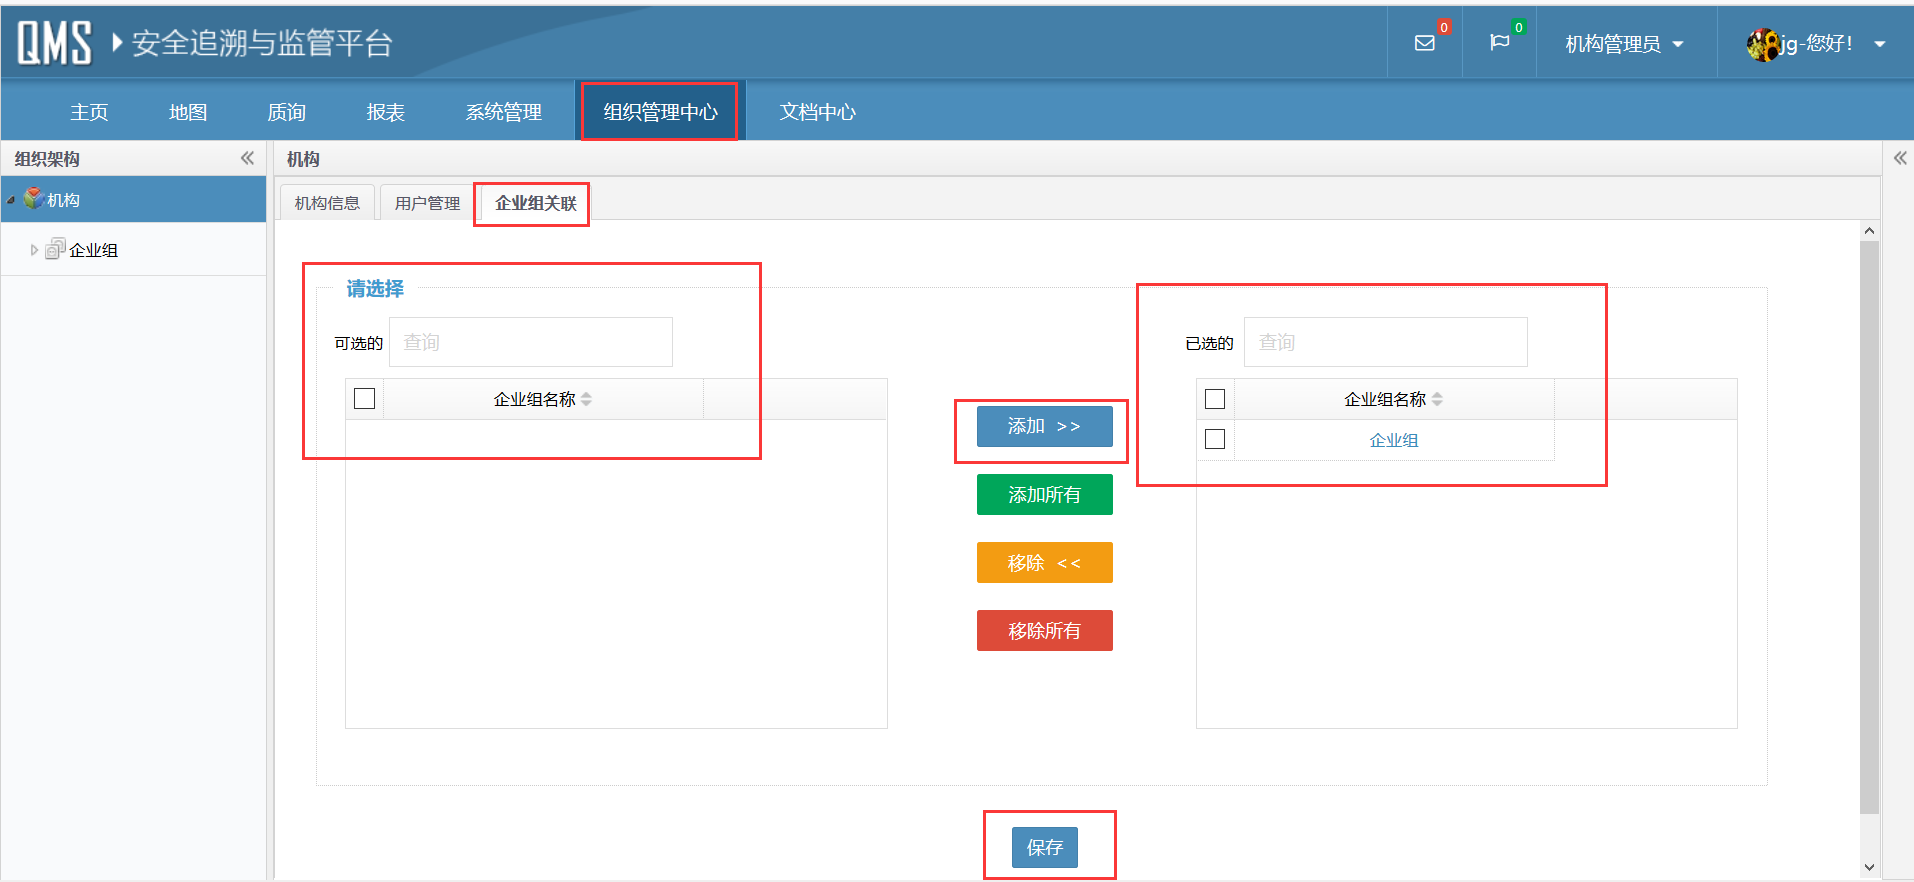 QMS 安全追溯与监管平台
0
0
机构管理员
jg-您好!
主页 地图 质询 报表 系统管理 组织管理中心 文档中心
组织架构
机构
企业组
机构
机构信息 用户管理 企业组关联
请选择
可选的 查询
企业组名称
添加 >>
添加所有
移除 <<
移除所有
已选的 查询
企业组名称
企业组
保存